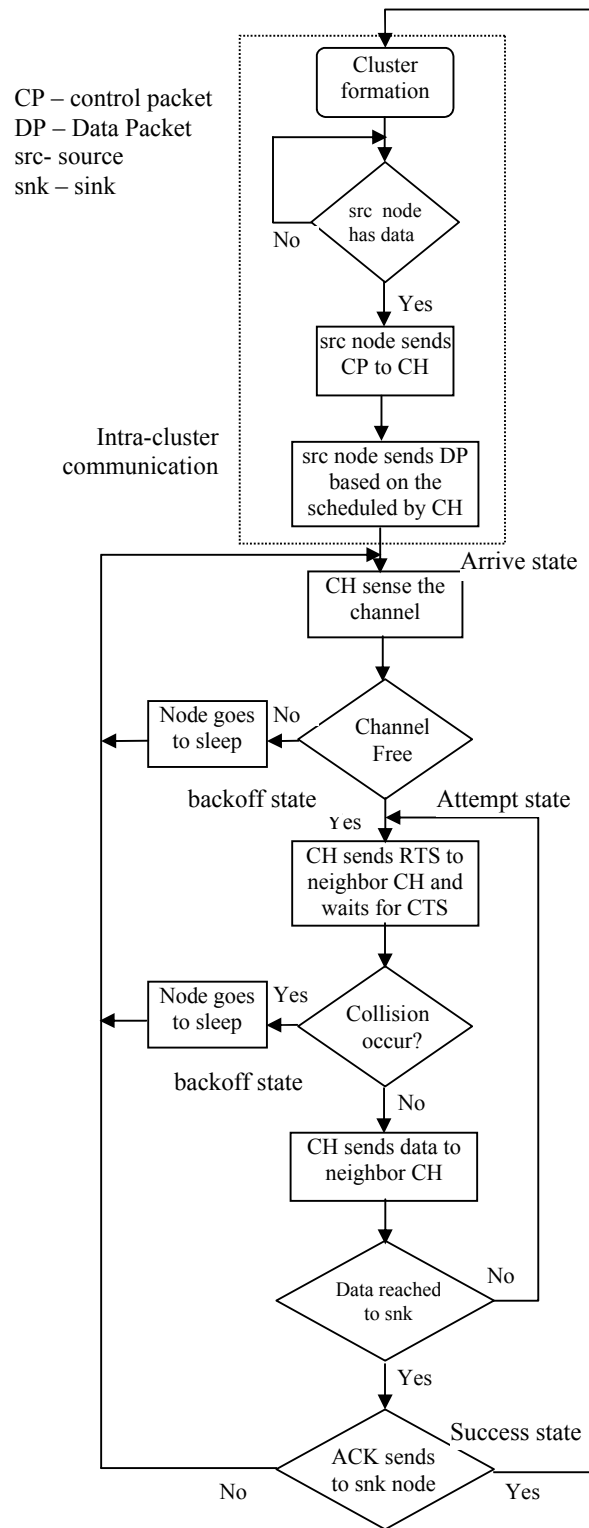 Cluster
formation
CP – control packet
DP – Data Packet
src- source
snk – sink
src node
has data
No
Yes
src node sends
CP to CH
Intra-cluster
communication
src node sends DP
based on the
scheduled by CH
Arrive state
CH sense the
channel
Node goes
to sleep
No
Channel
Free
backoff state
Attempt state
Yes
CH sends RTS to
neighbor CH and
waits for CTS
Node goes
to sleep
Yes
Collision
occur?
backoff state
No
CH sends data to
neighbor CH
Data reached
to snk
No
Yes
Success state
ACK sends
to snk node
No
Yes